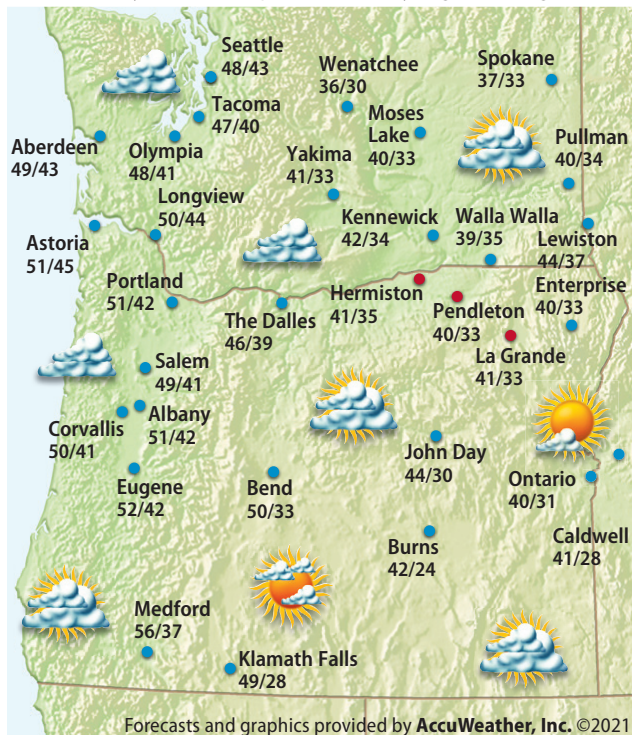 Seattle
48/43
Wenatchee
36/30
Spokane
37/33
Tacoma
47/40
Moses
Lake
40/33
Aberdeen
49/43
Olympia
48/41
Yakima
41/33
Pullman
40/34
Longview
50/44
Kennewick
42/34
Walla Walla
39/35
Astoria
51/45
Lewiston
44/37
Portland
51/42
The Dalles
46/39
Hermiston
41/35
Pendleton
40/33
Enterprise
40/33
La Grande
41/33
Salem
49/41
Albany
51/42
Corvallis
50/41
John Day
44/30
Ontario
40/31
Eugene
52/42
Bend
50/33
Burns
42/24
Caldwell
41/28
Medford
56/37
Klamath Falls
49/28
Forecasts and graphics provided by AccuWeather, Inc. ©2021